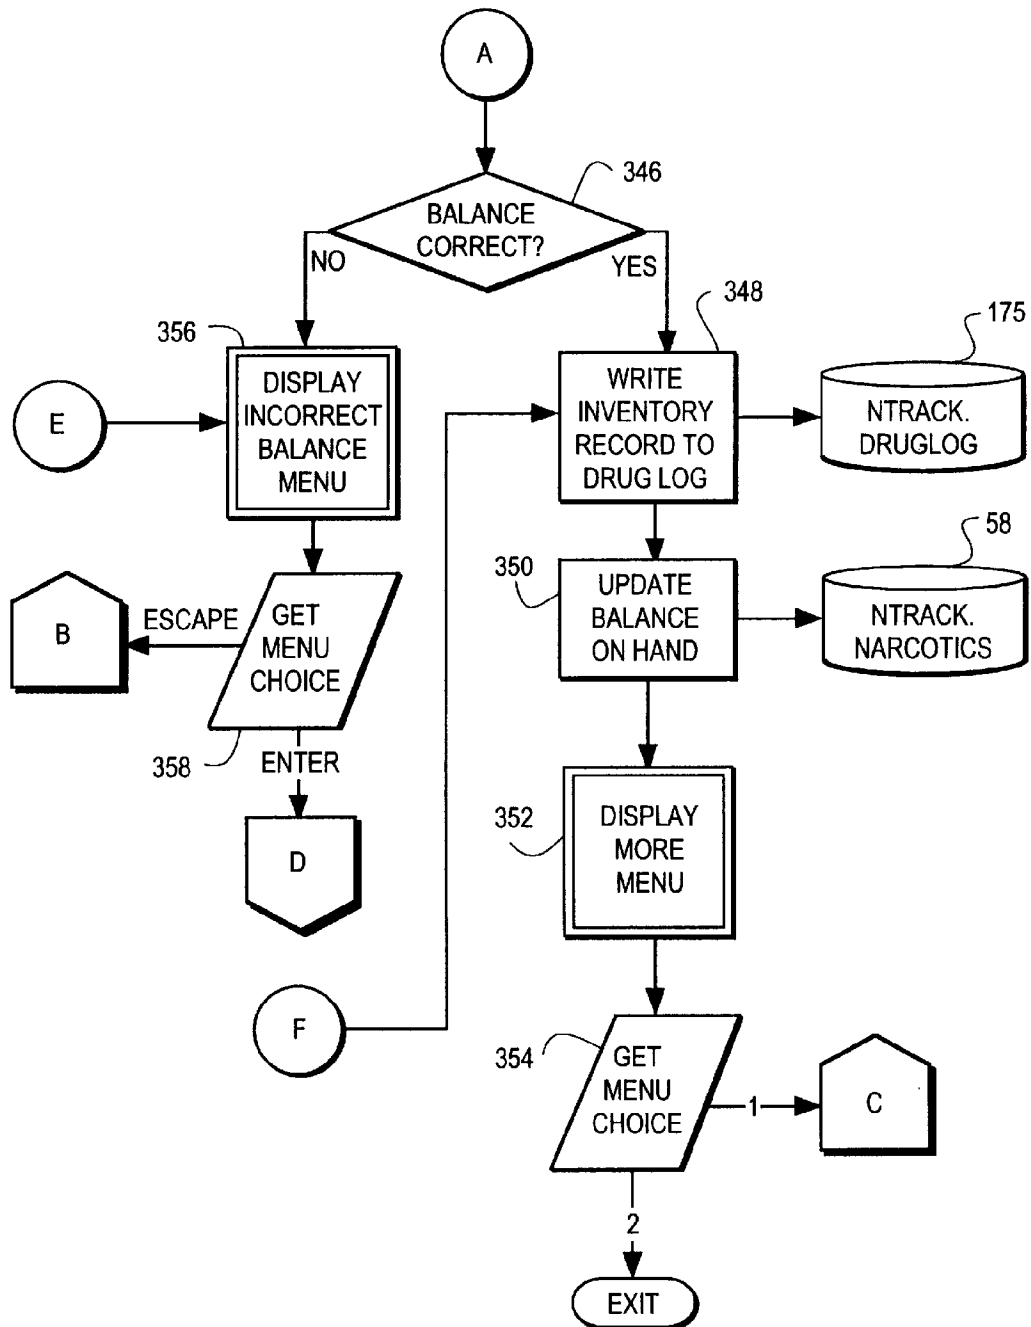 A
346
BALANCE
CORRECT?
NO
YES
356
348
175
DISPLAY
INCORRECT
BALANCE
MENU
E
WRITE
INVENTORY
RECORD TO
DRUG LOG
NTRACK.
DRUGLOG
350
58
UPDATE
BALANCE
ON HAND
NTRACK.
NARCOTICS
B
ESCAPE
GET
MENU
CHOICE
358
ENTER
D
352
DISPLAY
MORE
MENU
F
354
GET
MENU
CHOICE
1
C
2
EXIT